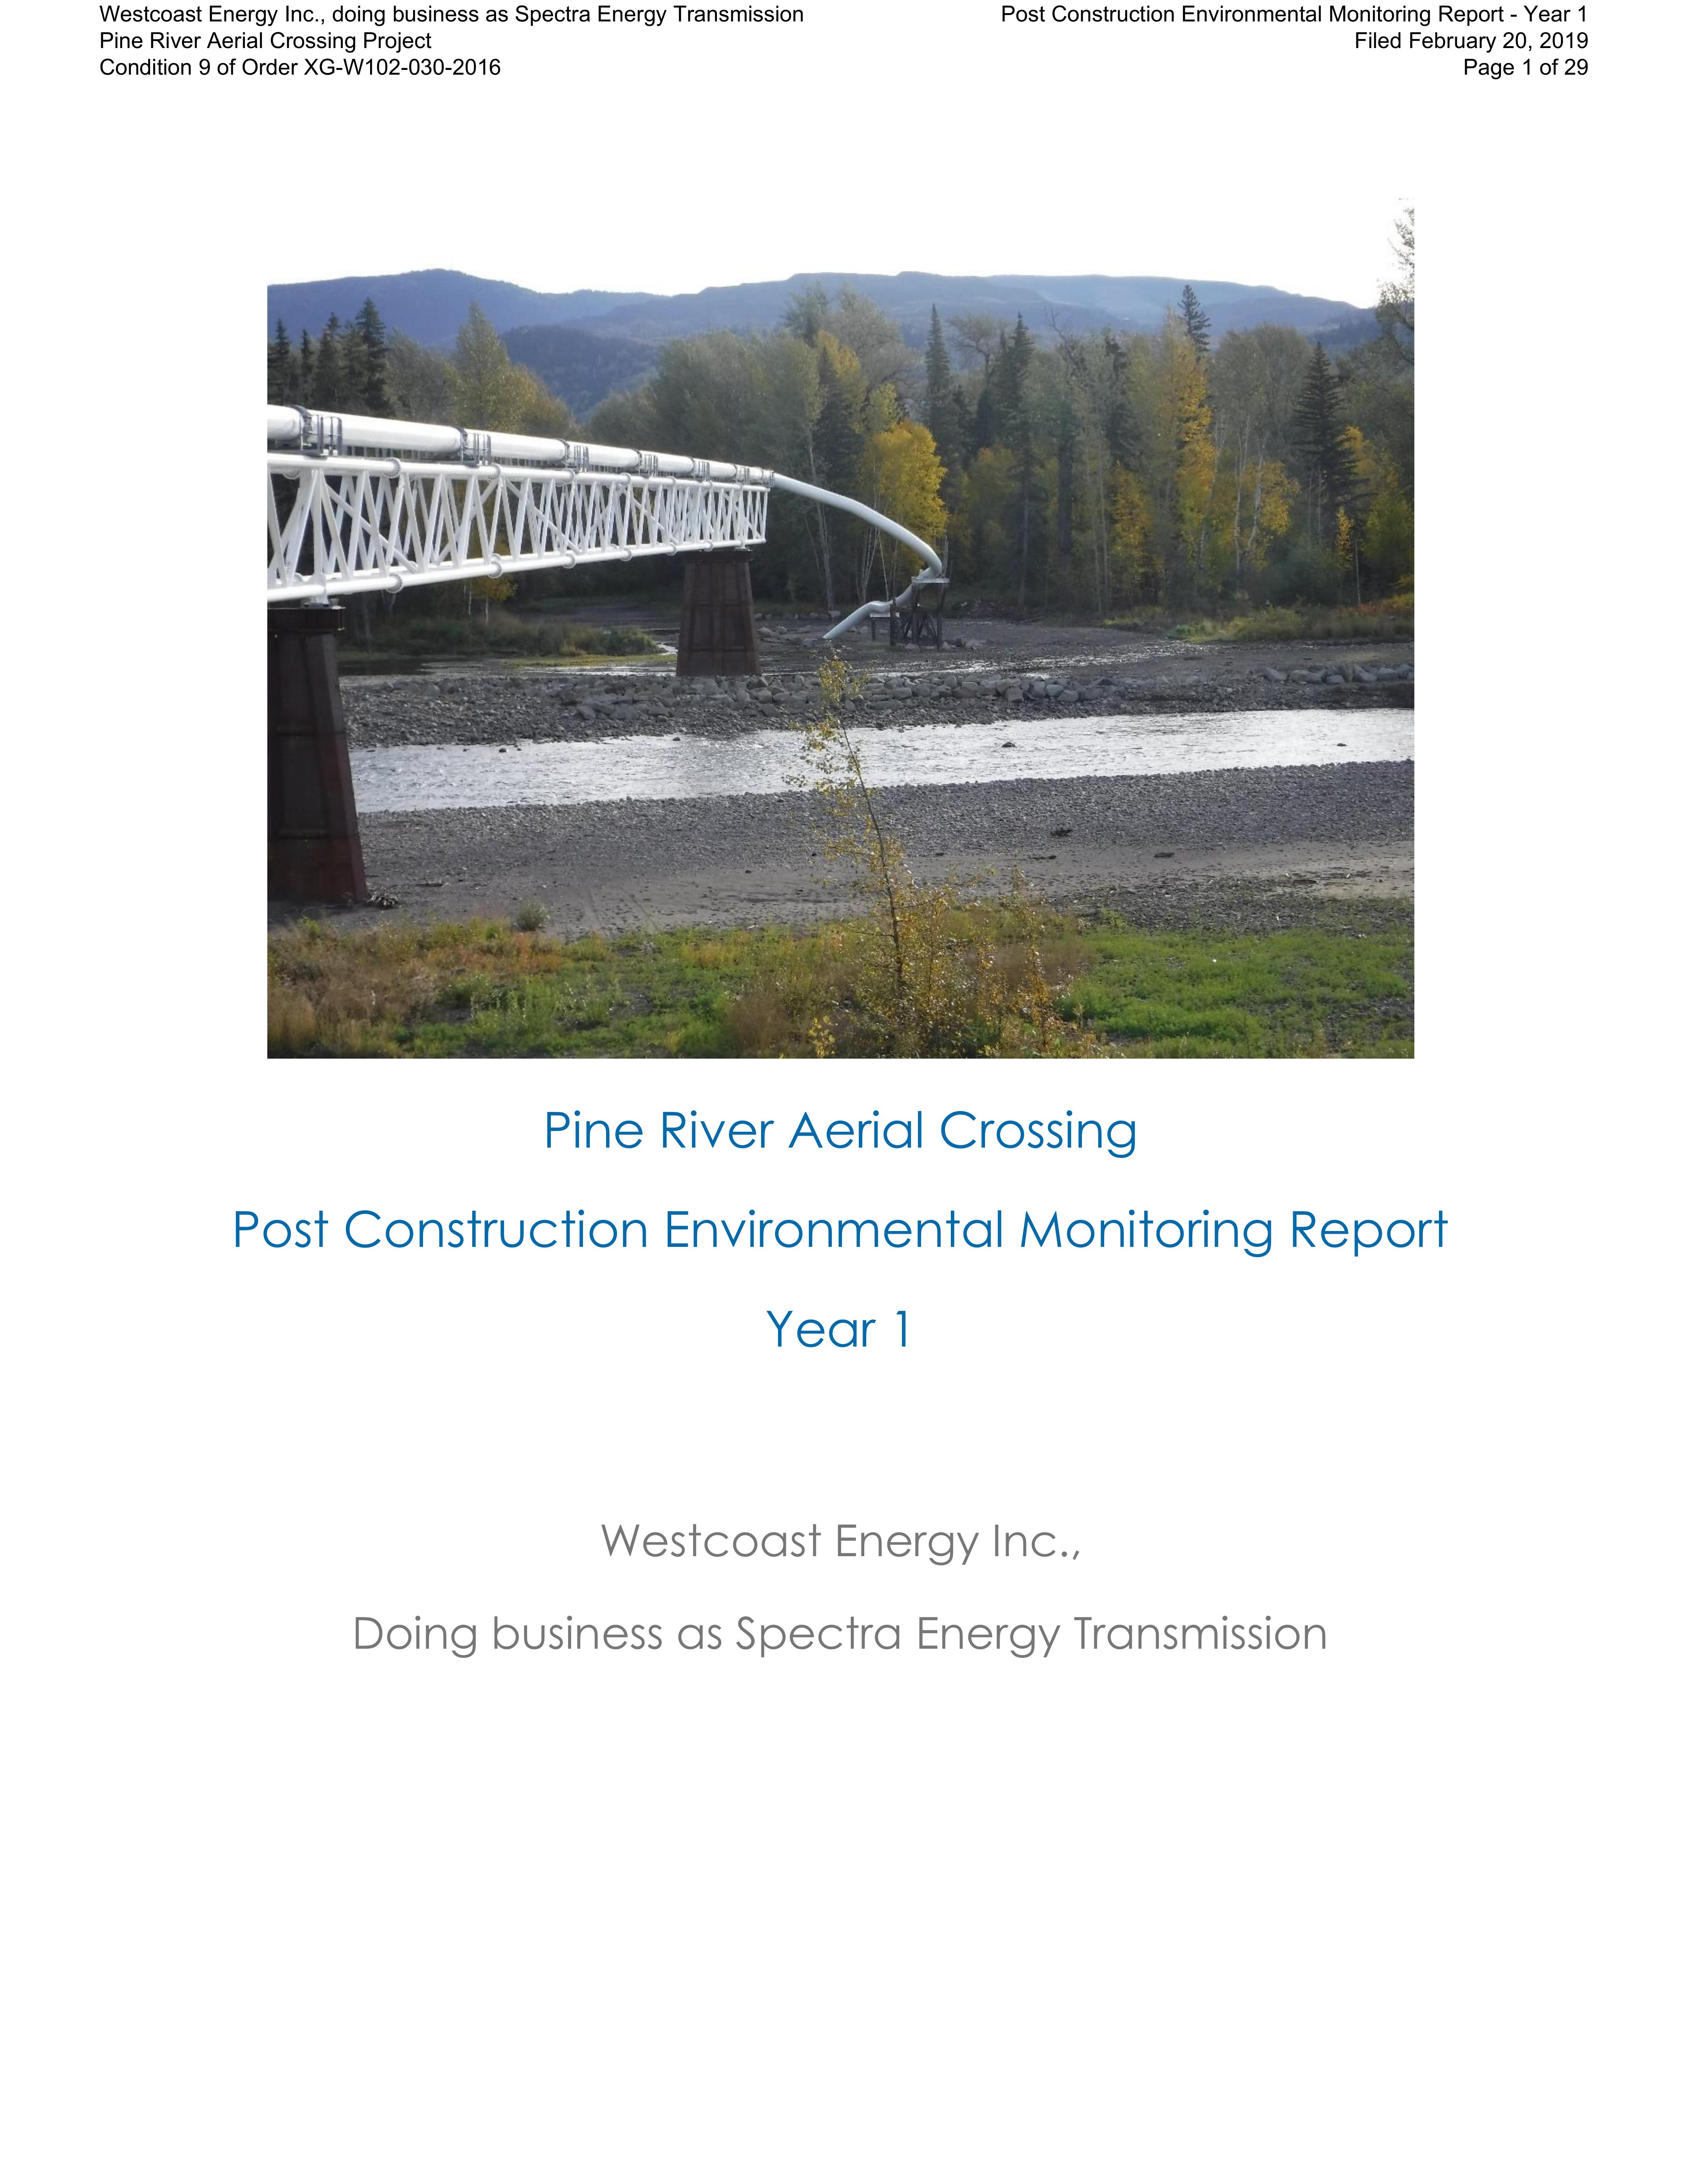 Westcoast Energy Inc., doing business as Spectra Energy Transmission
Pine River Aerial Crossing Project
Condition 9 of Order XG-W102-030-2016
Post Construction Environmental Monitoring Report - Year 1
Filed February 20, 2019
Page 1 of 29
Pine River Aerial Crossing
Post Construction Environmental Monitoring Report
Year 1
Westcoast Energy Inc.,
Doing business as Spectra Energy Transmission